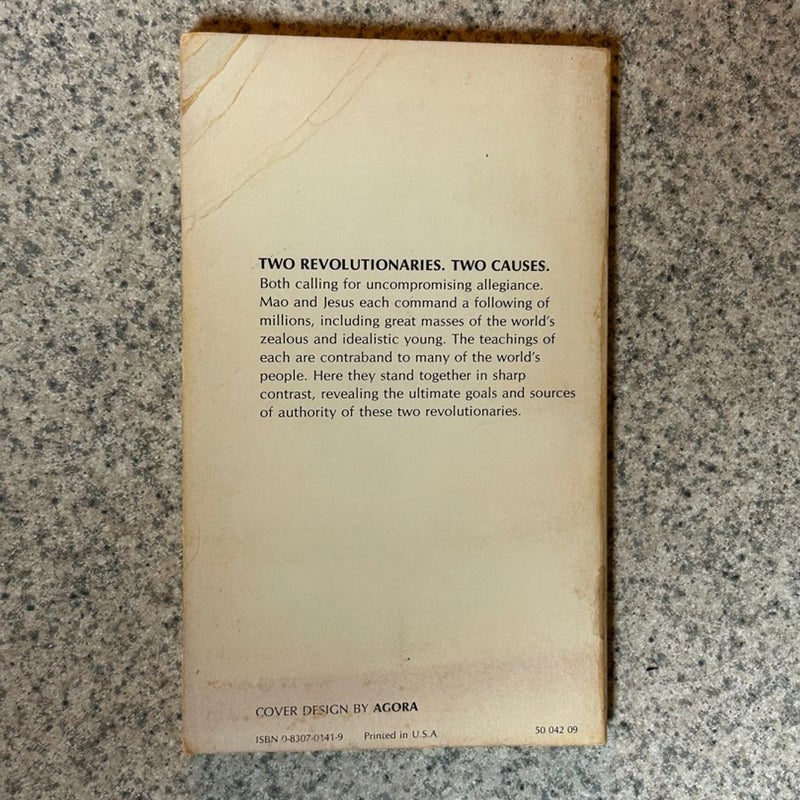 TWO REVOLUTIONARIES. TWO CAUSES.
Both calling for uncompromising allegiance.
Mao and Jesus each command a following of
millions, including great masses of the world's
zealous and idealistic young. The teachings of
each are contraband to many of the world's
people. Here they stand together in sharp
contrast, revealing the ultimate goals and sources
of authority of these two revolutionaries.
COVER DESIGN BY AGORA
ISBN 0-8307-0141-9 Printed in U.S.A. 50 042 09